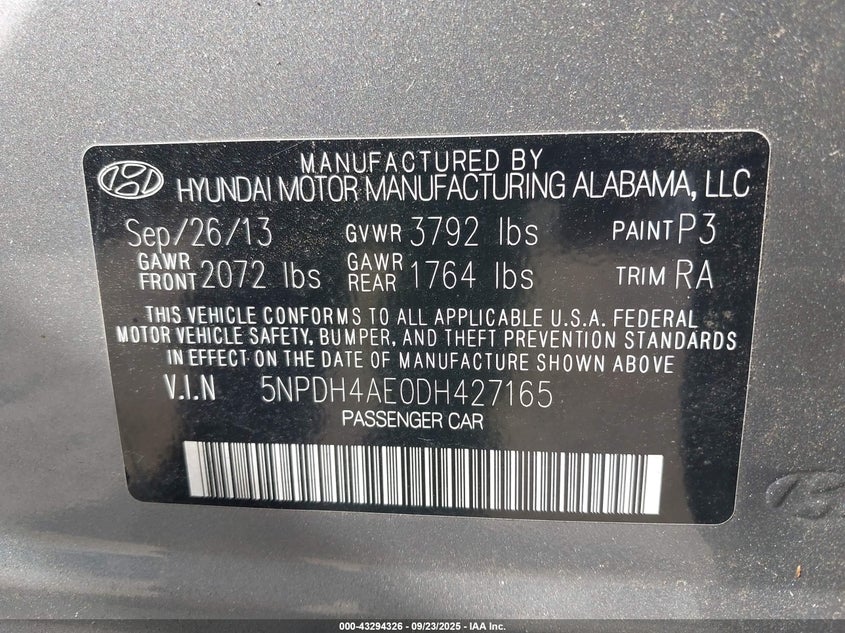 MANUFACTURED BY
HYUNDAI MOTOR MANUFACTURING ALABAMA, LLC
Sep/26/13 GVWR 3792 lbs PAINT P3
GAWR FRONT 2072 lbs GAWR REAR 1764 lbs TRIM RA
THIS VEHICLE CONFORMS TO ALL APPLICABLE U.S.A. FEDERAL
MOTOR VEHICLE SAFETY, BUMPER, AND THEFT PREVENTION STANDARDS
IN EFFECT ON THE DATE OF MANUFACTURE SHOWN ABOVE
V.I.N 5NPDH4AE0DH427165
PASSENGER CAR
000-43294326 - 09/23/2025 - IAA Inc.